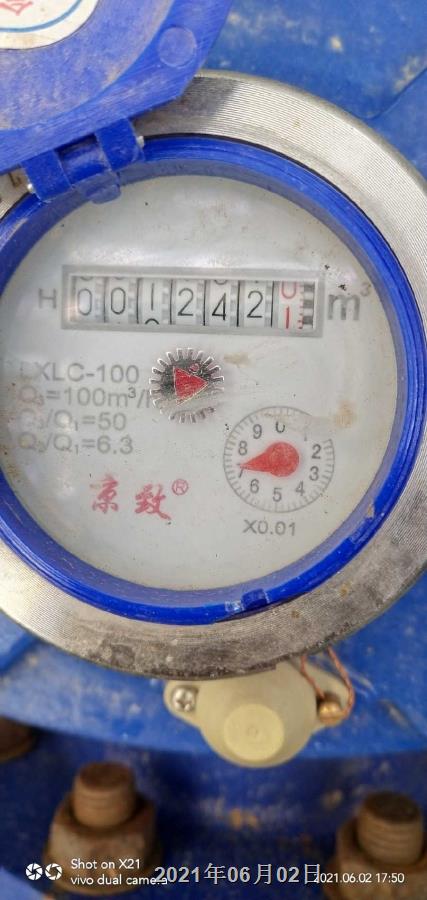 H 0 0 1 2 4 2 m³
LXLC-100
Q₃=100m³/
Q₃/Q₁=50
Q₂/Q₁=6.3
9 0 1
8 2
7 3
6 5 4
京致®
X0.01
Shot on X21
vivo dual camera
2021年06月02日
2021.06.02 17:50